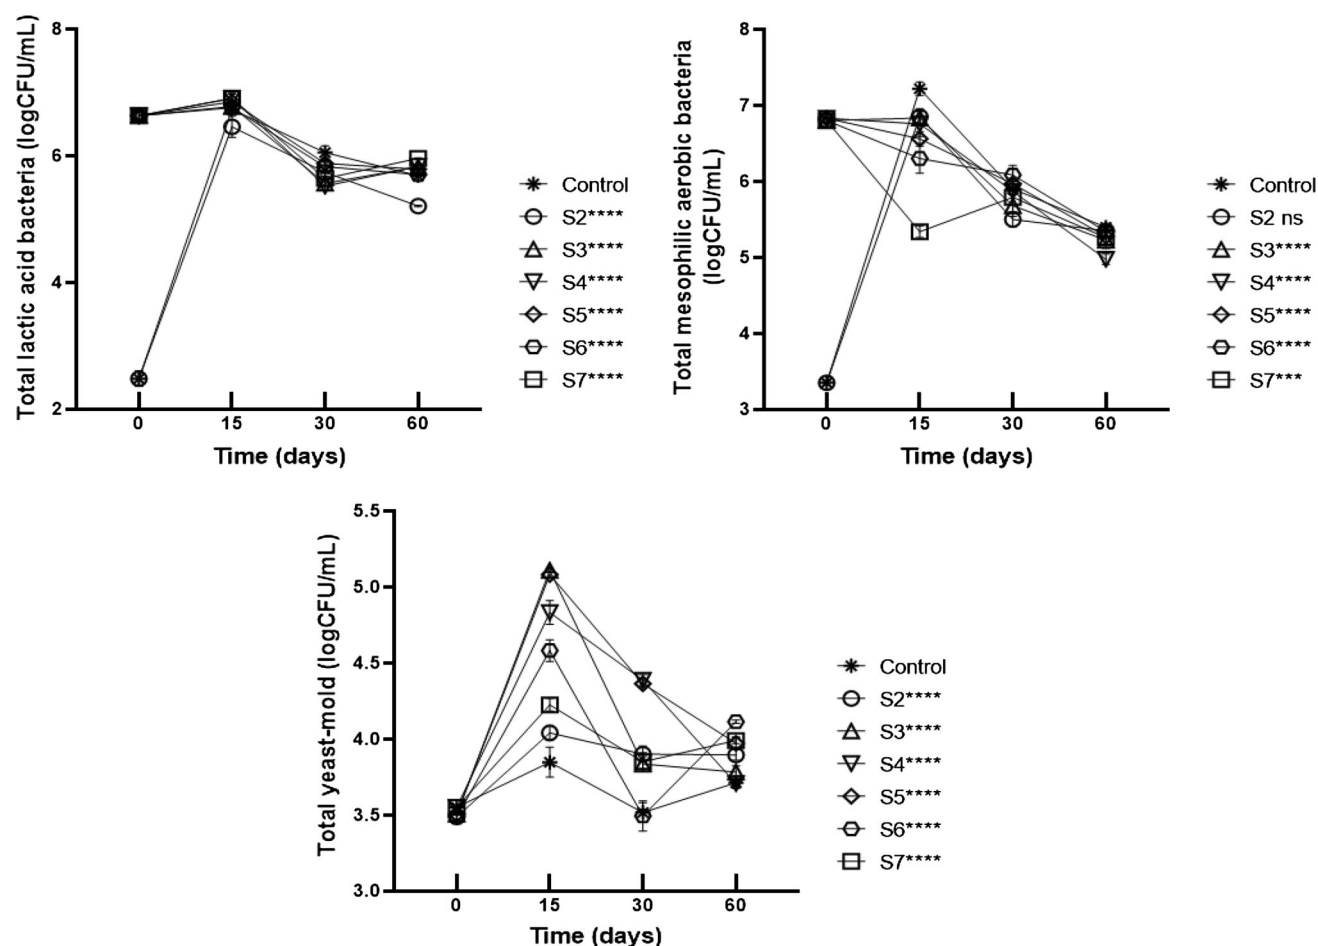 Total lactic acid bacteria (logCFU/mL)
8
6
4
2
0
15
30
60
Time (days)
Control
S2****
S3****
S4****
S5****
S6****
S7****
Total mesophilic aerobic bacteria
(logCFU/mL)
8
7
6
5
4
3
0
15
30
60
Time (days)
Control
S2 ns
S3****
S4****
S5****
S6****
S7***
Total yeast-mold (logCFU/mL)
5.5
5.0
4.5
4.0
3.5
3.0
0
15
30
60
Time (days)
Control
S2****
S3****
S4****
S5****
S6****
S7****